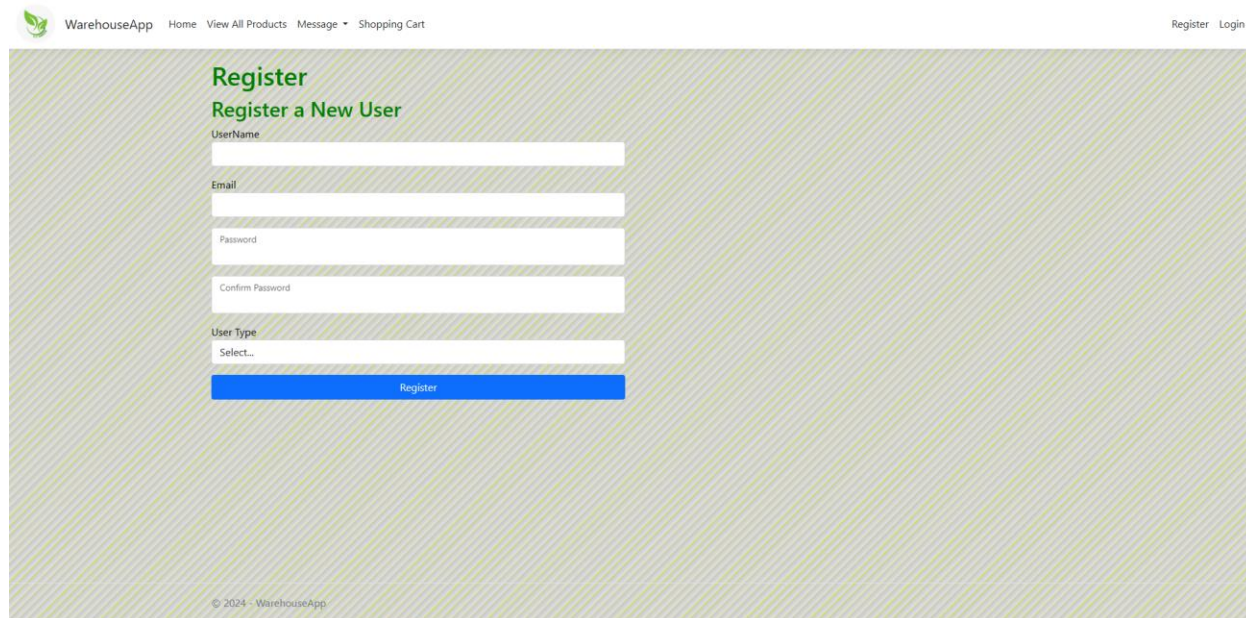 WarehouseApp Home View All Products Message Shopping Cart Register Login
Register
Register a New User
UserName
Email
Password
Confirm Password
User Type
Select...
Register
© 2024 - WarehouseApp